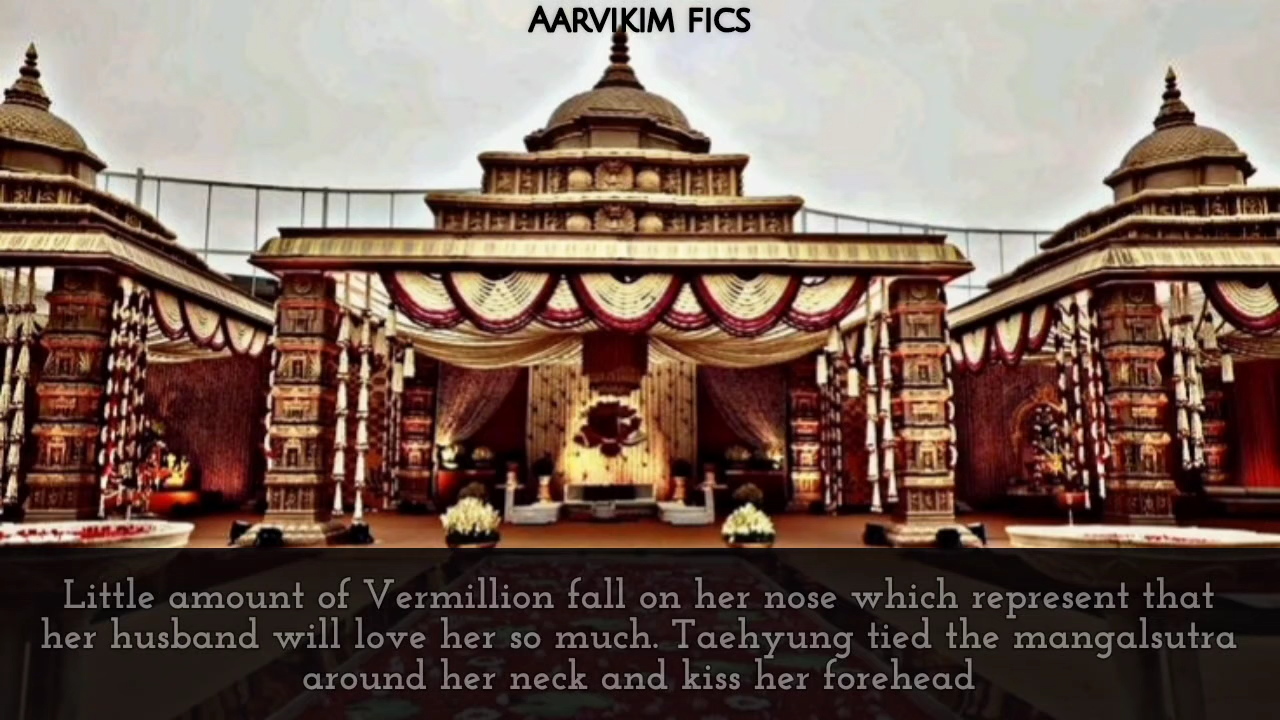 Aarvikim fics
Little amount of Vermillion fall on her nose which represent that
her husband will love her so much. Taehyung tied the mangalsutra
around her neck and kiss her forehead